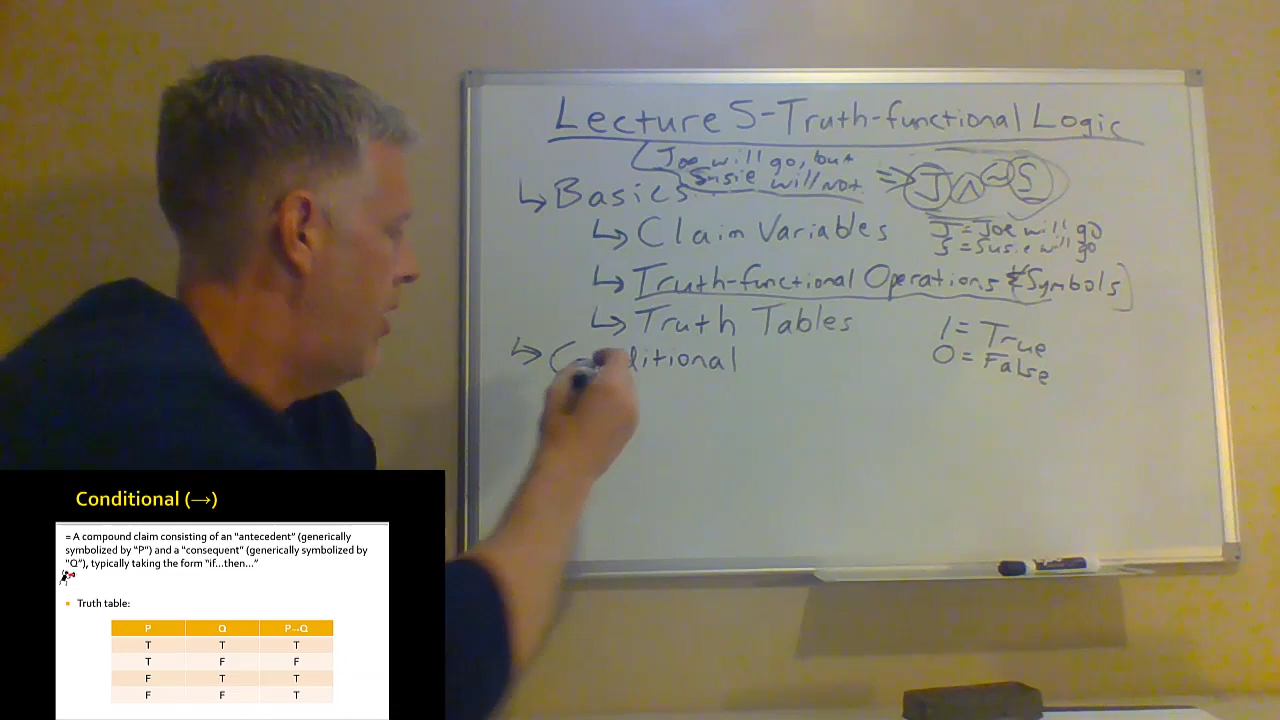 Lecture 5-Truth-functional Logic
Joe will go, but
Susie will not
⇒ J ∧ ~S
↳ Basics
↳ Claim Variables
J = Joe will go
S = Susie will go
↳ Truth-functional Operations & Symbols
↳ Truth Tables
1 = True
0 = False
↳ Conditional
Conditional (→)
= A compound claim consisting of an "antecedent" (generically
symbolized by "P") and a "consequent" (generically symbolized by
"Q"), typically taking the form "if...then..."
Truth table:
P Q P→Q
T T T
T F F
F T T
F F T